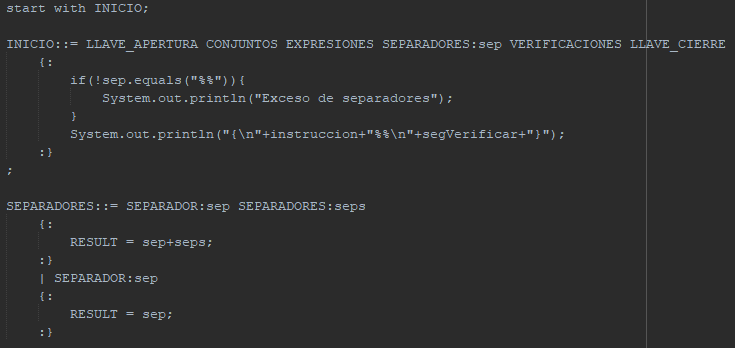 start with INICIO;
INICIO::= LLAVE_APERTURA CONJUNTOS EXPRESIONES SEPARADORES:sep VERIFICACIONES LLAVE_CIERRE
{:
if(!sep.equals("%%")){
System.out.println("Exceso de separadores");
}
System.out.println("{\n"+instruccion+"%%\n"+segVerificar+"}");
:}
;
SEPARADORES::= SEPARADOR:sep SEPARADORES:seps
{:
RESULT = sep+seps;
:}
| SEPARADOR:sep
{:
RESULT = sep;
:}